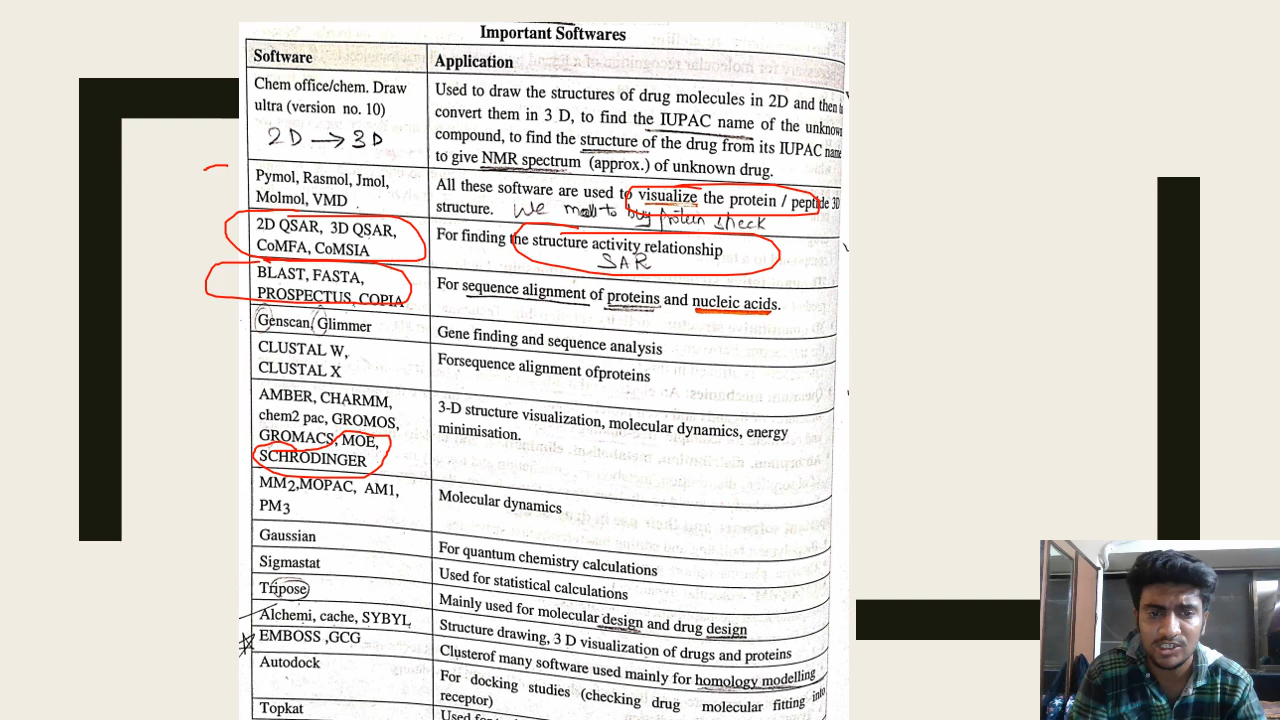 Important Softwares
Software
Application
Chem office/chem. Draw
ultra (version no. 10)
2D → 3D
Used to draw the structures of drug molecules in 2D and then
convert them in 3 D, to find the IUPAC name of the unknown
compound, to find the structure of the drug from its IUPAC name
to give NMR spectrum (approx.) of unknown drug.
Pymol, Rasmol, Jmol,
Molmol, VMD
All these software are used to visualize the protein / peptide 3D
structure.
We to buy protein check
2D QSAR, 3D QSAR,
CoMFA, CoMSIA
For finding the structure activity relationship
SAR
BLAST, FASTA,
PROSPECTUS, COPIA
For sequence alignment of proteins and nucleic acids.
Genscan, Glimmer
Gene finding and sequence analysis
CLUSTAL W,
CLUSTAL X
Forsequence alignment ofproteins
AMBER, CHARMM,
chem2 pac, GROMOS,
GROMACS, MOE,
SCHRODINGER
3-D structure visualization, molecular dynamics, energy
minimisation.
MM2,MOPAC, AM1,
PM3
Molecular dynamics
Gaussian
For quantum chemistry calculations
Sigmastat
Used for statistical calculations
Tripose
Mainly used for molecular design and drug design
Alchemi, cache, SYBYL
Structure drawing, 3 D visualization of drugs and proteins
EMBOSS ,GCG
Clusterof many software used mainly for homology modelling
Autodock
For docking studies (checking drug molecular fitting into
receptor)
Topkat
Used for